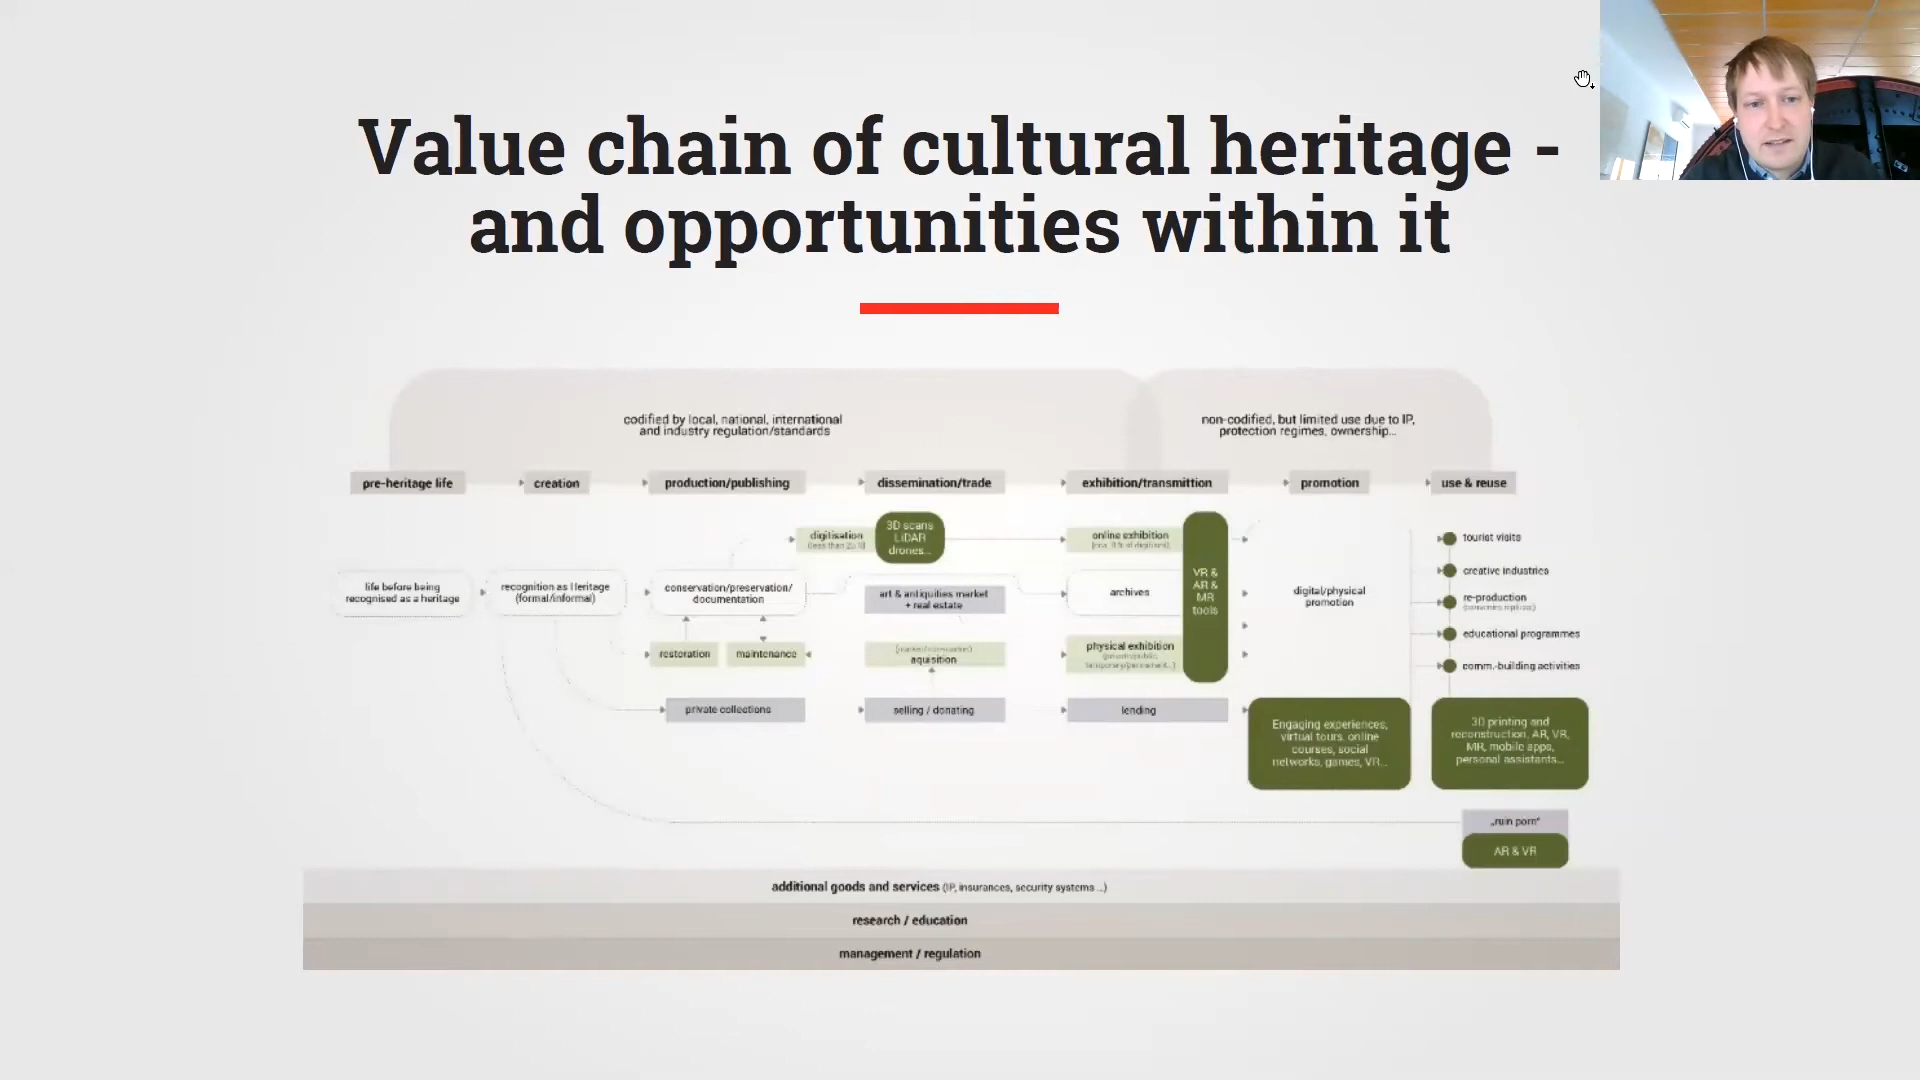 Value chain of cultural heritage -
and opportunities within it
codified by local, national, international
and industry regulation/standards
non-codified, but limited use due to IP,
protection regimes, ownership...
pre-heritage life
creation
production/publishing
dissemination/trade
exhibition/transmittion
promotion
use & reuse
life before being
recognised as a heritage
recognition as Heritage
(formal/informal)
digitisation
3D scans
LiDAR
drones...
conservation/preservation/
documentation
restoration
maintenance
private collections
art & antiquities market
+ real estate
aquisition
selling / donating
online exhibition
archives
physical exhibition
lending
VR &
AR &
MR
tools
digital/physical
promotion
Engaging experiences,
virtual tours, online
courses, social
networks, games, VR...
tourist visits
creative industries
re-production
educational programmes
comm.-building activities
3D printing and
reconstruction, AR, VR,
MR, mobile apps,
personal assistants...
„ruin porn“
AR & VR
additional goods and services (IP, insurances, security systems ...)
research / education
management / regulation